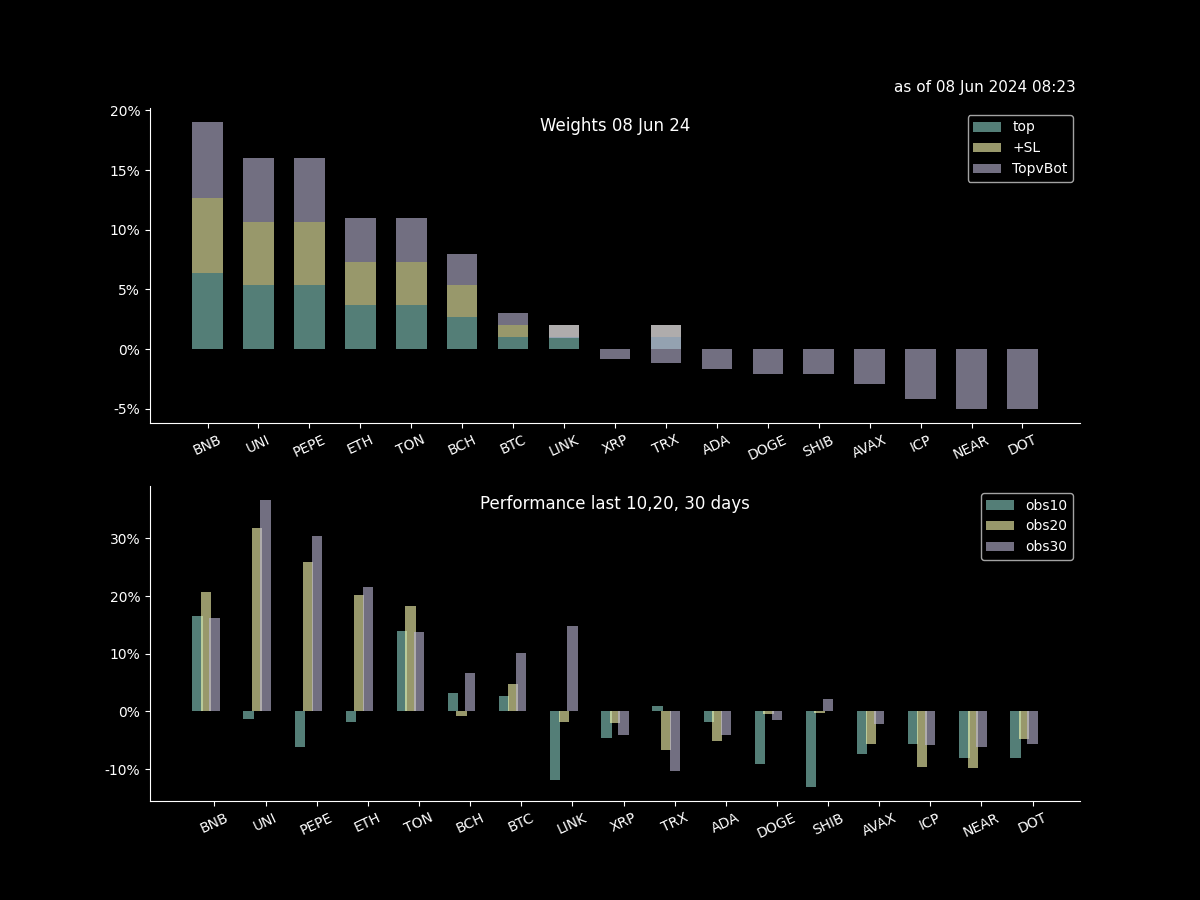 as of 08 Jun 2024 08:23
Weights 08 Jun 24
top
+SL
TopvBot
20%
15%
10%
5%
0%
-5%
BNB UNI PEPE ETH TON BCH BTC LINK XRP TRX ADA DOGE SHIB AVAX ICP NEAR DOT
Performance last 10,20, 30 days
obs10
obs20
obs30
30%
20%
10%
0%
-10%
BNB UNI PEPE ETH TON BCH BTC LINK XRP TRX ADA DOGE SHIB AVAX ICP NEAR DOT